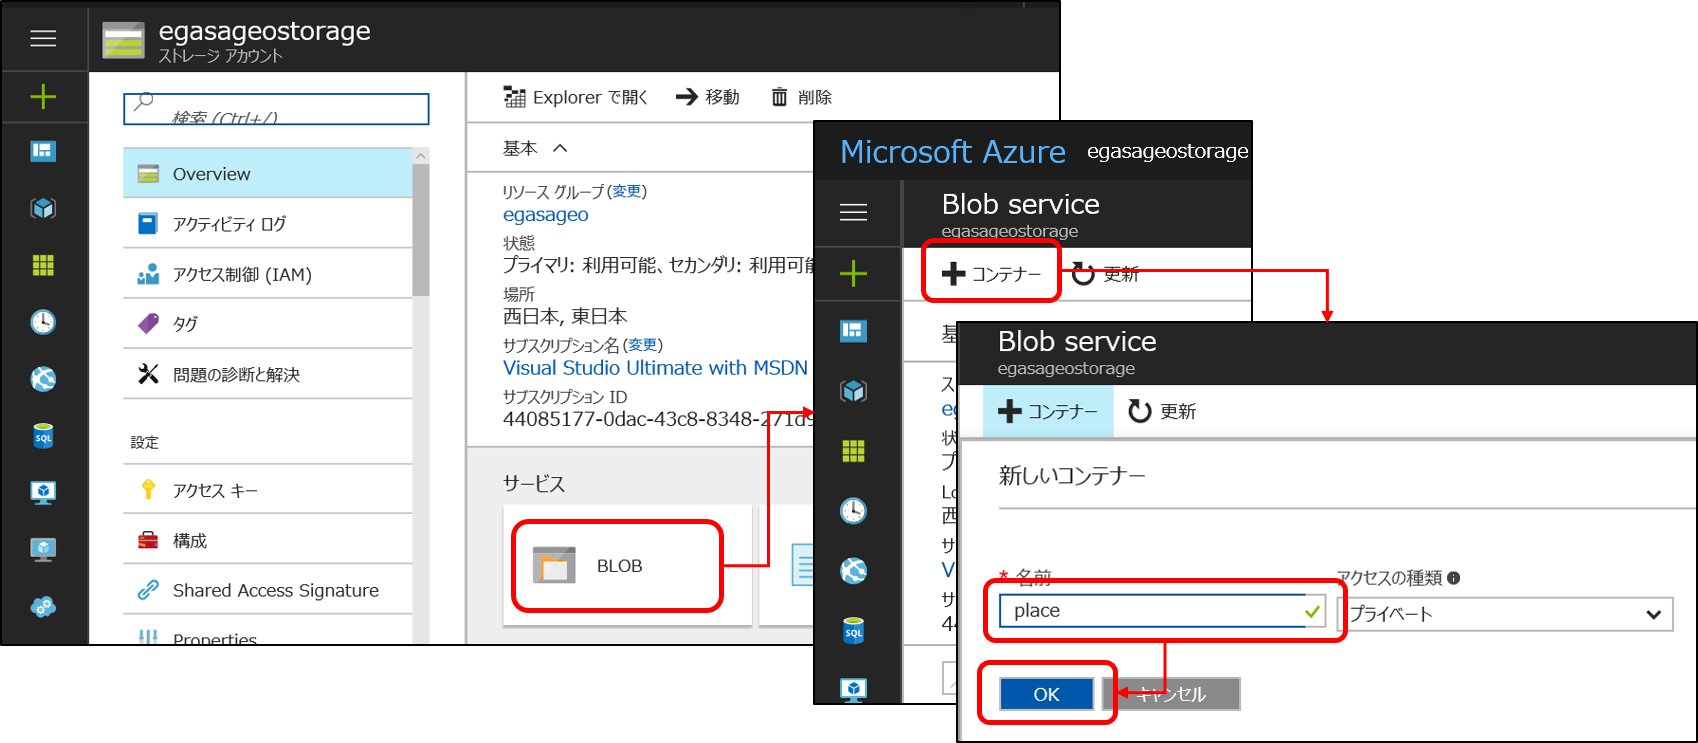 egasageostorage
ストレージ アカウント
検索 (Ctrl+/)
Overview
アクティビティ ログ
アクセス制御 (IAM)
タグ
問題の診断と解決
設定
アクセス キー
構成
Shared Access Signature
Properties
Explorer で開く
移動
削除
基本
リソース グループ(変更)
egasageo
状態
プライマリ: 利用可能、セカンダリ: 利用可能
場所
西日本, 東日本
サブスクリプション名(変更)
Visual Studio Ultimate with MSDN
サブスクリプション ID
44085177-0dac-43c8-8348-271d9
サービス
BLOB
Microsoft Azure egasageostorage
Blob service
egasageostorage
コンテナー
更新
基
ス
状
プ
西
サ
サ
44
Blob service
egasageostorage
コンテナー
更新
新しいコンテナー
* 名前
place
アクセスの種類
プライベート
OK
キャンセル